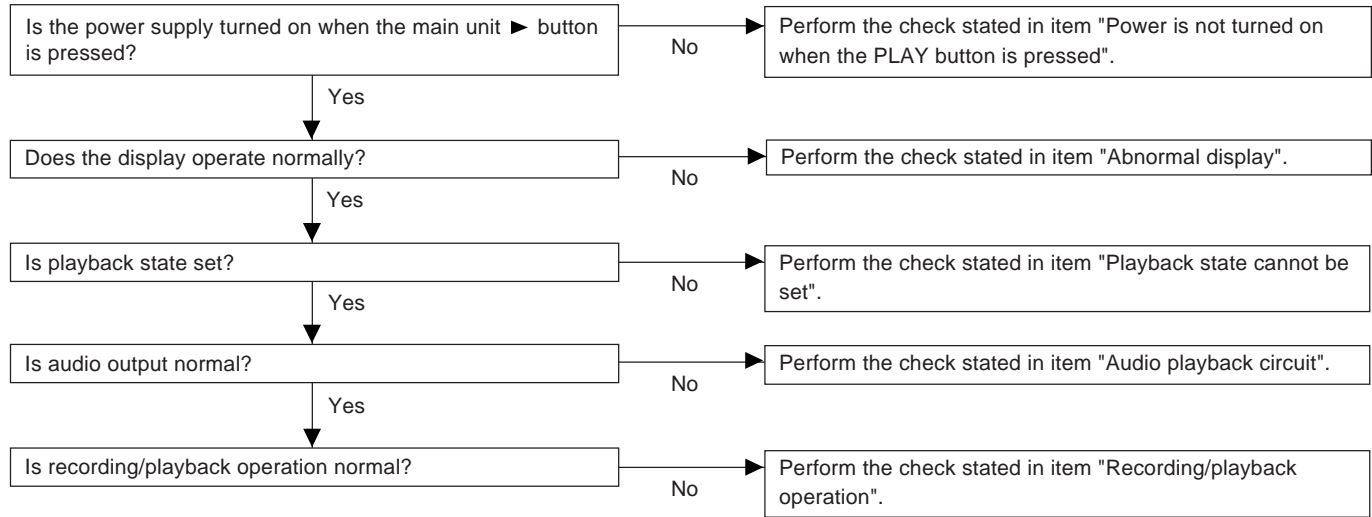 Is the power supply turned on when the main unit ► button
is pressed?
No
Perform the check stated in item "Power is not turned on
when the PLAY button is pressed".
Yes
Does the display operate normally?
No
Perform the check stated in item "Abnormal display".
Yes
Is playback state set?
No
Perform the check stated in item "Playback state cannot be
set".
Yes
Is audio output normal?
No
Perform the check stated in item "Audio playback circuit".
Yes
Is recording/playback operation normal?
No
Perform the check stated in item "Recording/playback
operation".